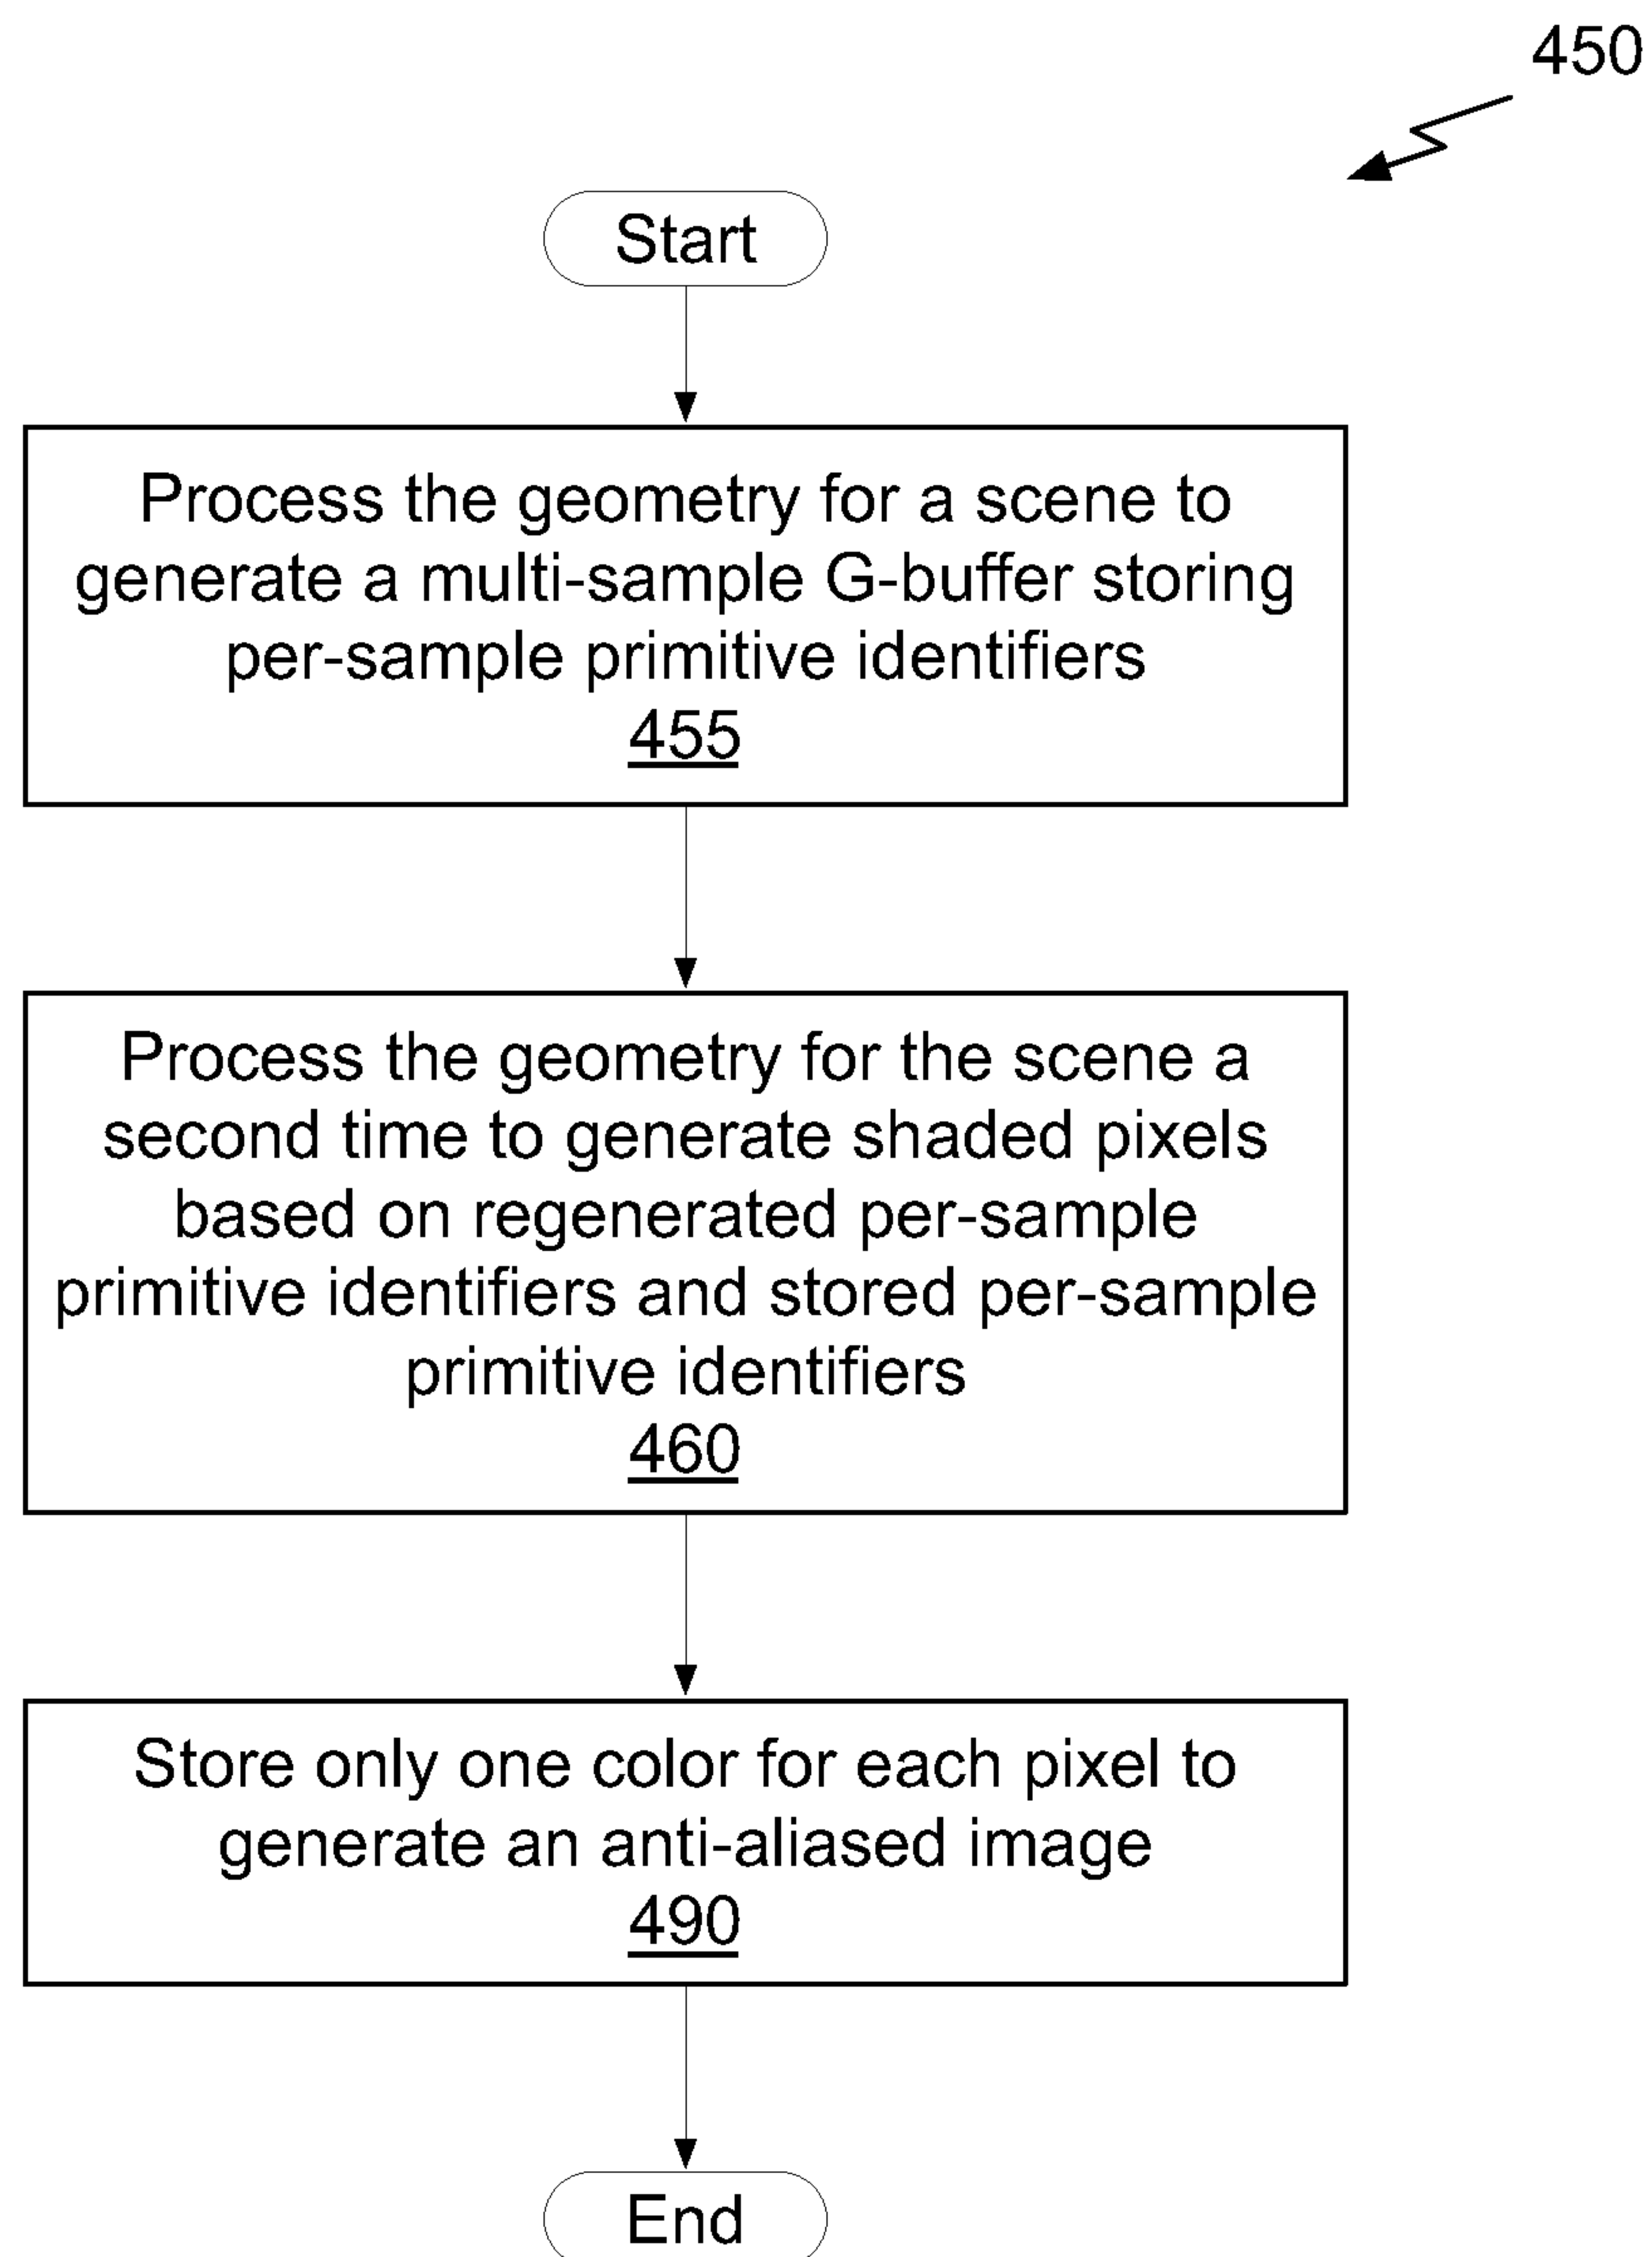 450
Start
Process the geometry for a scene to
generate a multi-sample G-buffer storing
per-sample primitive identifiers
455
Process the geometry for the scene a
second time to generate shaded pixels
based on regenerated per-sample
primitive identifiers and stored per-sample
primitive identifiers
460
Store only one color for each pixel to
generate an anti-aliased image
490
End